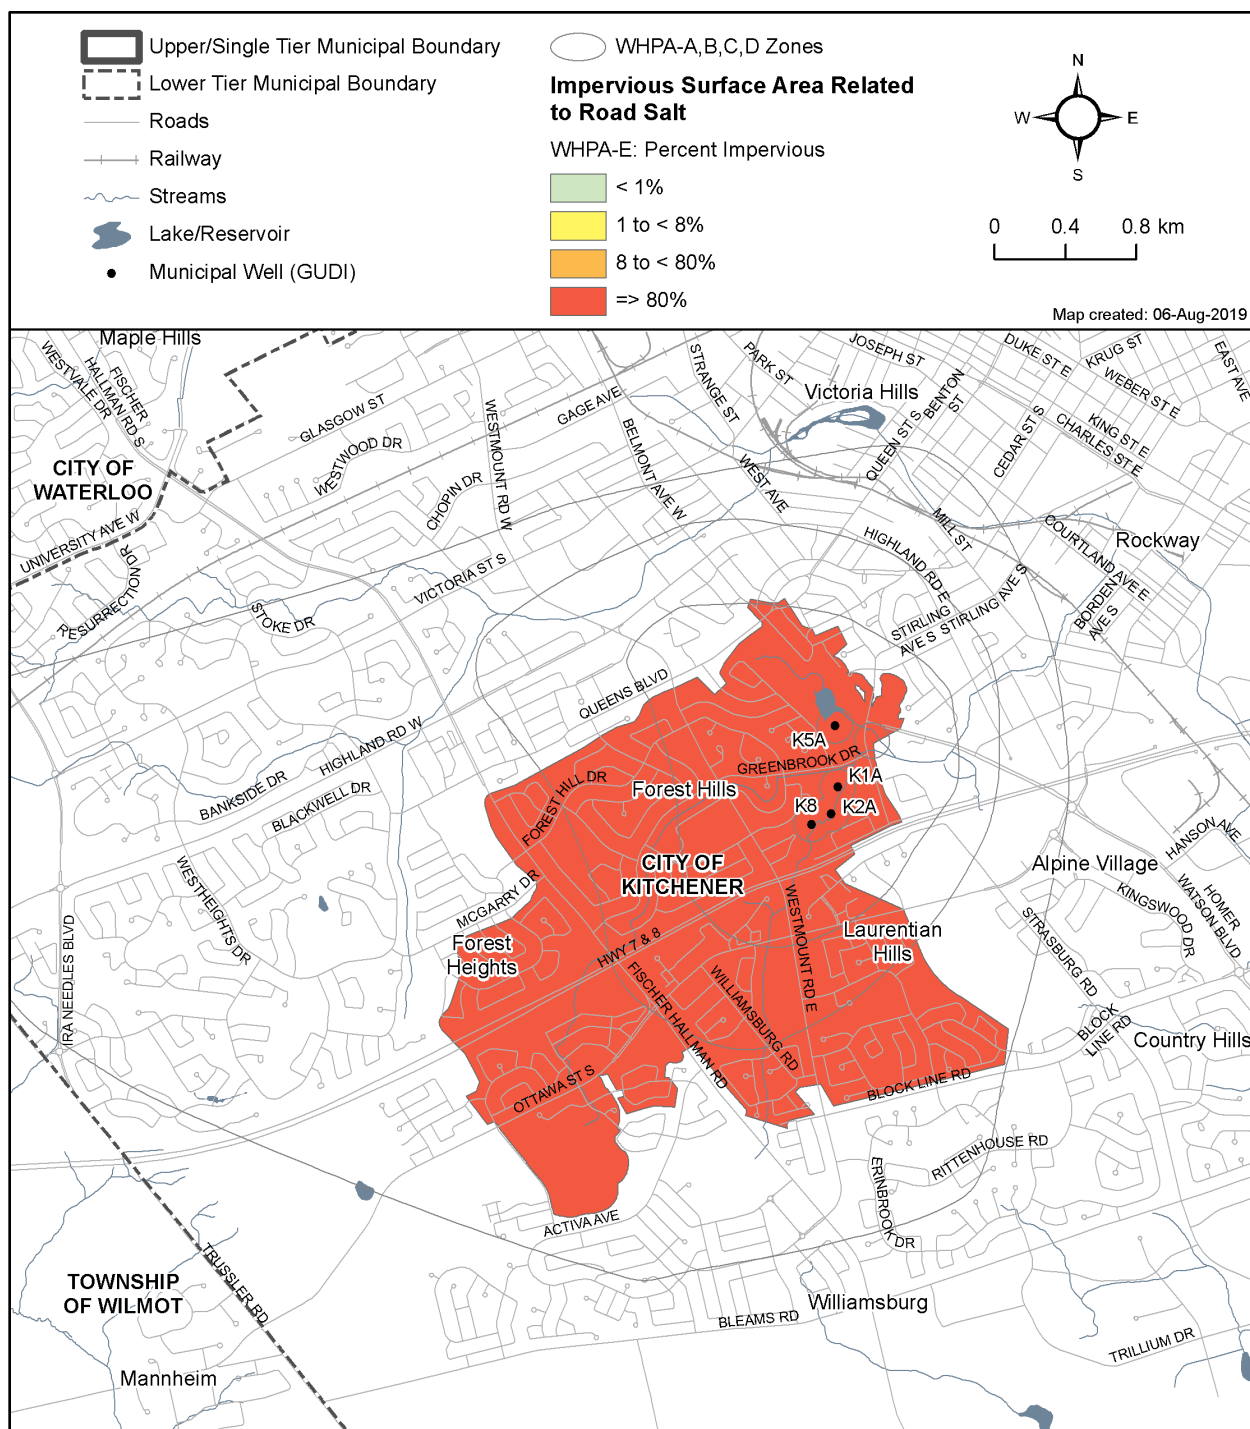 Upper/Single Tier Municipal Boundary
Lower Tier Municipal Boundary
Roads
Railway
Streams
Lake/Reservoir
Municipal Well (GUDI)
WHPA-A,B,C,D Zones
Impervious Surface Area Related
to Road Salt
WHPA-E: Percent Impervious
< 1%
1 to < 8%
8 to < 80%
=> 80%
N
W
E
S
0
0.4
0.8 km
Map created: 06-Aug-2019
Maple Hills
WESTVALE DR
FISCHER
HALLMAN RD S
GLASGOW ST
WESTWOOD DR
CHOPIN DR
WESTMOUNT RD W
GAGE AVE
BELMONT AVE W
STRANGE ST
PARK ST
JOSEPH ST
Victoria Hills
WEST AVE
QUEEN ST S
BENTON
ST
CEDAR ST S
DUKE ST E
KRUG ST
WEBER ST E
KING ST E
CHARLES ST E
EAST AVE
CITY OF
WATERLOO
UNIVERSITY AVE W
RESURRECTION DR
STOKE DR
VICTORIA ST S
HIGHLAND RD E
MILL ST
COURTLAND AVE E
Rockway
BORDEN
AVE S
STIRLING
AVE S
STIRLING AVE S
QUEENS BLVD
HIGHLAND RD W
BANKSIDE DR
BLACKWELL DR
FOREST HILL DR
Forest Hills
K5A
GREENBROOK DR
K1A
K8
K2A
CITY OF
KITCHENER
MCGARRY DR
WESTHEIGHTS DR
IRA NEEDLES BLVD
Forest
Heights
HWY 7 & 8
FISCHER HALLMAN RD
WILLIAMSBURG RD
WESTMOUNT RD E
Laurentian
Hills
Alpine Village
HANSON AVE
KINGSWOOD DR
HOMER
WATSON BLVD
STRASBURG RD
BLOCK
LINE RD
Country Hills
OTTAWA ST S
BLOCK LINE RD
RITTENHOUSE RD
ERINBROOK DR
ACTIVA AVE
TRUSSLER RD
TOWNSHIP
OF WILMOT
Mannheim
BLEAMS RD
Williamsburg
TRILLIUM DR